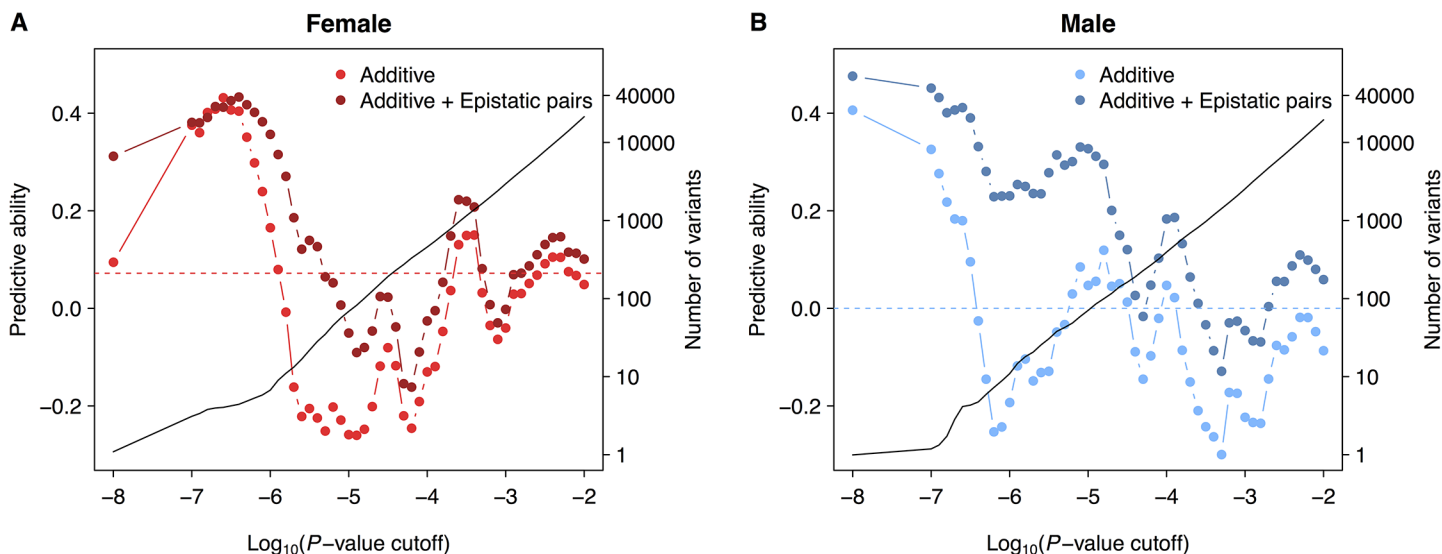 A
Female
Additive
Additive + Epistatic pairs
Predictive ability
0.4
0.2
0.0
−0.2
40000
10000
1000
100
10
1
Number of variants
−8 −7 −6 −5 −4 −3 −2
Log10(P−value cutoff)
B
Male
Additive
Additive + Epistatic pairs
Predictive ability
0.4
0.2
0.0
−0.2
40000
10000
1000
100
10
1
Number of variants
−8 −7 −6 −5 −4 −3 −2
Log10(P−value cutoff)